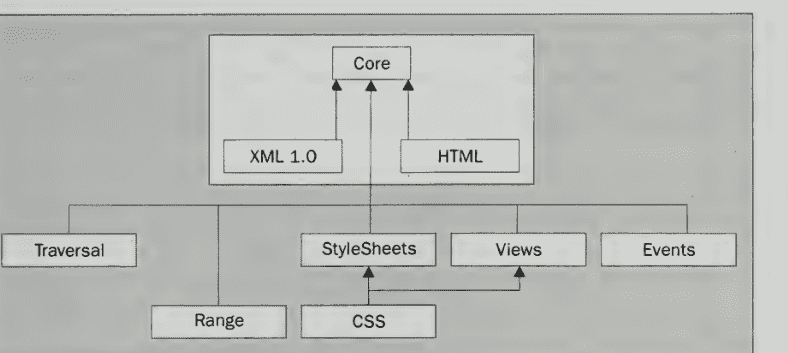 Core
XML 1.0
HTML
Traversal
StyleSheets
Views
Events
Range
CSS